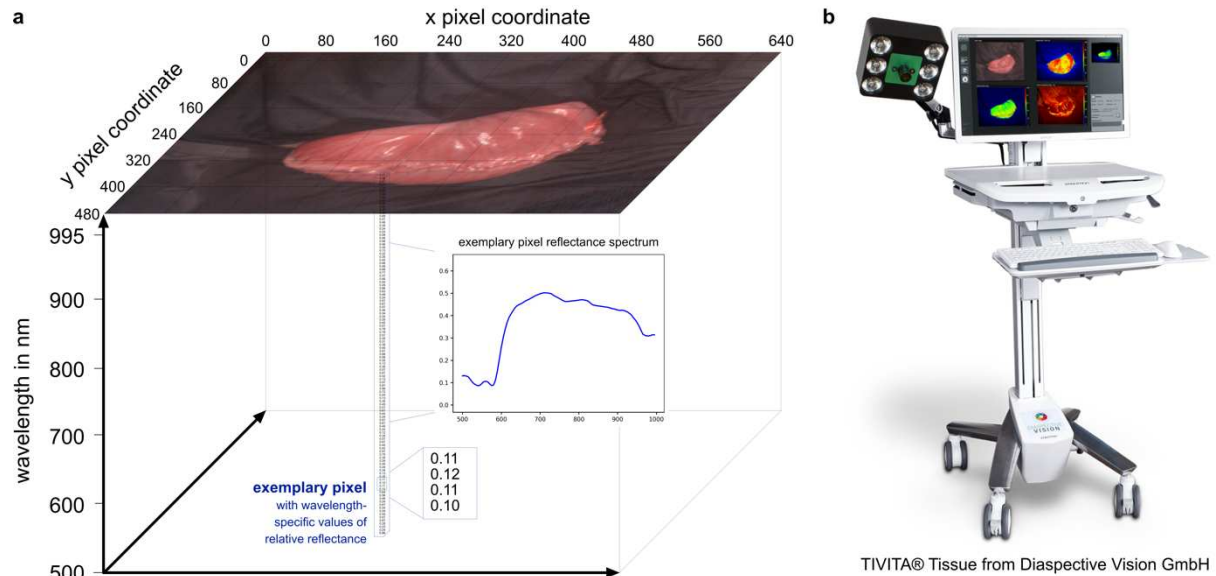 a
x pixel coordinate
0 80 160 240 320 400 480 560 640
y pixel coordinate
0
80
160
240
320
400
480
wavelength in nm
995
900
800
700
600
500
exemplary pixel reflectance spectrum
0.6
0.5
0.4
0.3
0.2
0.1
0.0
500 600 700 800 900 1000
exemplary pixel
with wavelength-
specific values of
relative reflectance
0.11
0.12
0.11
0.10
b
VISION
TIVITA® Tissue from Diaspective Vision GmbH